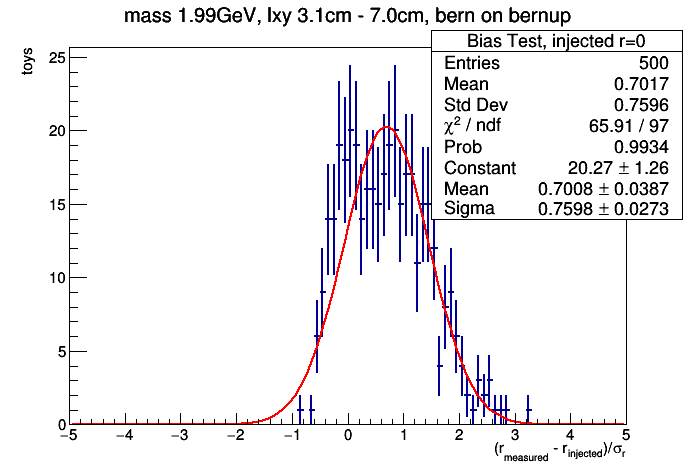 mass 1.99GeV, lxy 3.1cm - 7.0cm, bern on bernup
toys
Bias Test, injected r=0
Entries 500
Mean 0.7017
Std Dev 0.7596
χ² / ndf 65.91 / 97
Prob 0.9934
Constant 20.27 ± 1.26
Mean 0.7008 ± 0.0387
Sigma 0.7598 ± 0.0273
25
20
15
10
5
0
−5 −4 −3 −2 −1 0 1 2 3 4 5
(r_measured - r_injected)/σ_r